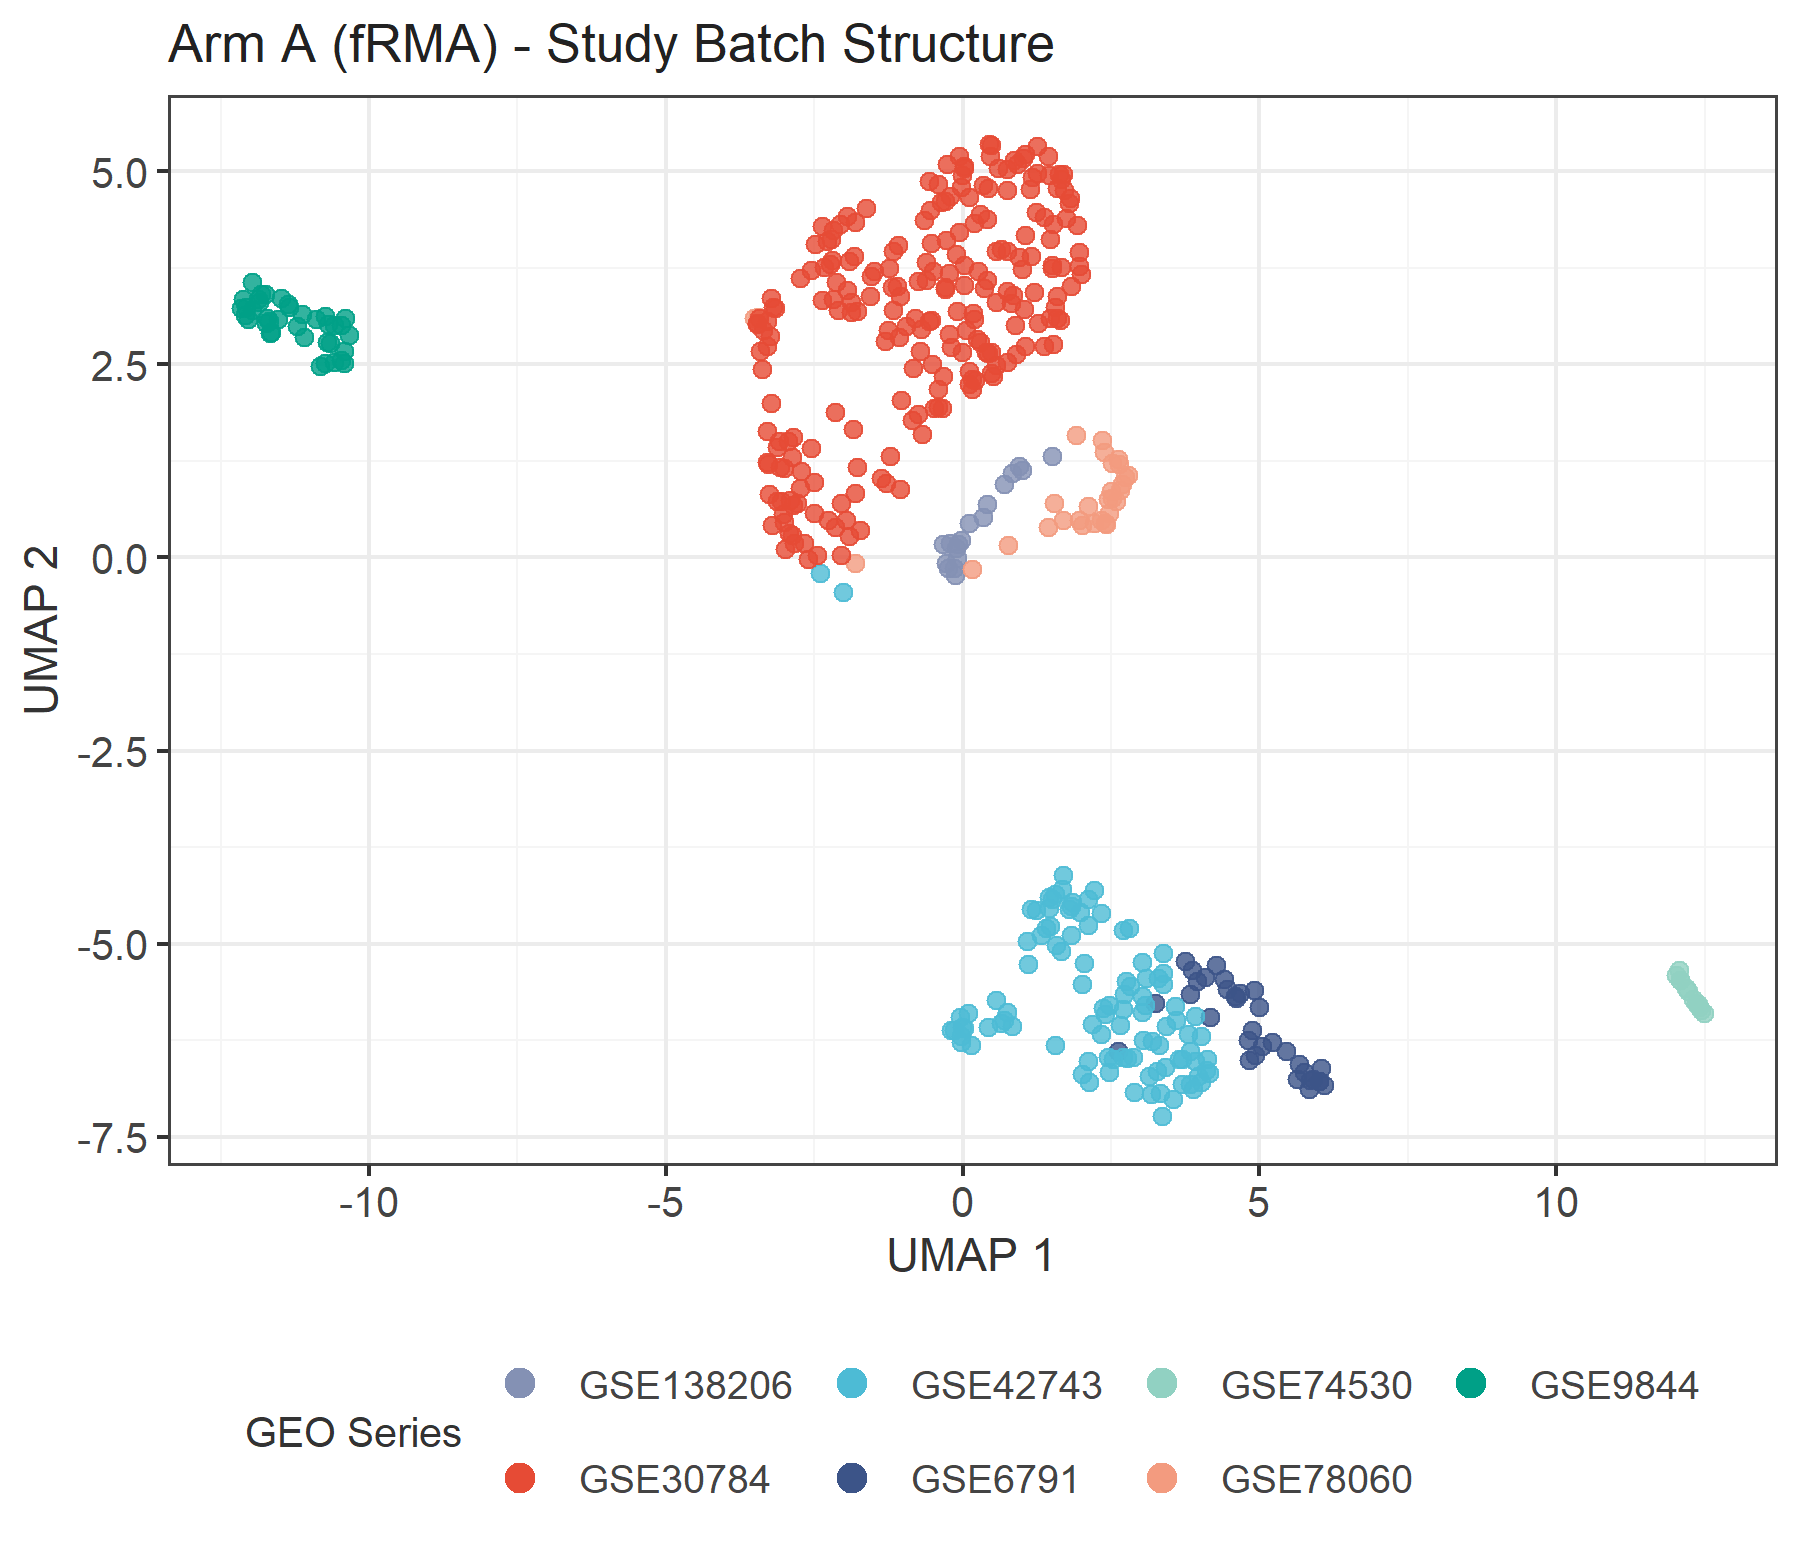 Arm A (fRMA) - Study Batch Structure
5.0
2.5
0.0
-2.5
-5.0
-7.5
UMAP 2
-10 -5 0 5 10
UMAP 1
GEO Series
GSE138206 GSE42743 GSE74530 GSE9844
GSE30784 GSE6791 GSE78060